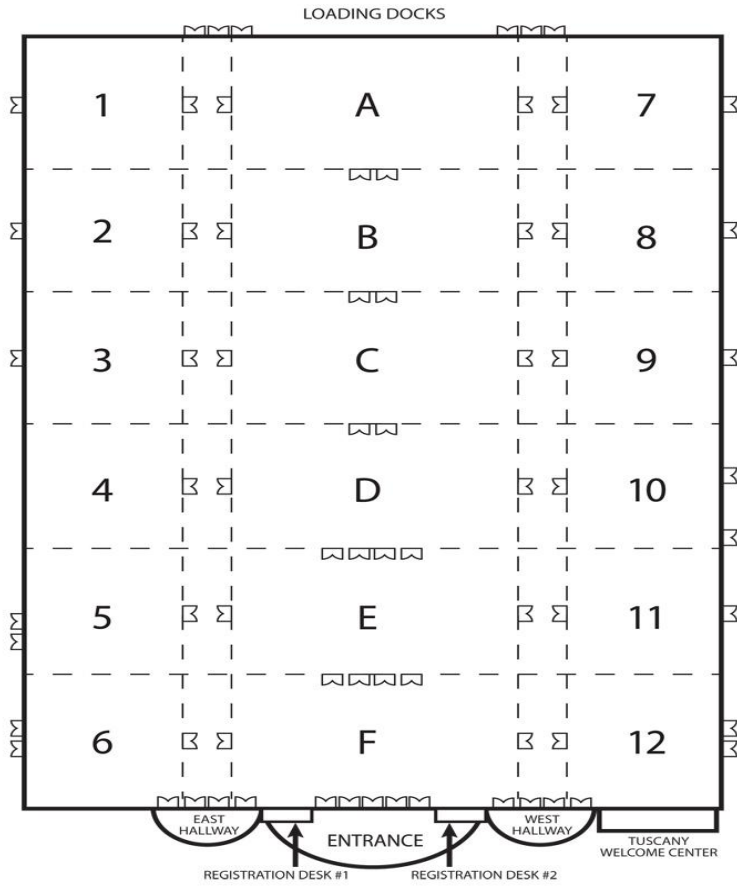 LOADING DOCKS
1 A 7
2 B 8
3 C 9
4 D 10
5 E 11
6 F 12
EAST
HALLWAY
ENTRANCE
WEST
HALLWAY
TUSCANY
WELCOME CENTER
REGISTRATION DESK #1
REGISTRATION DESK #2